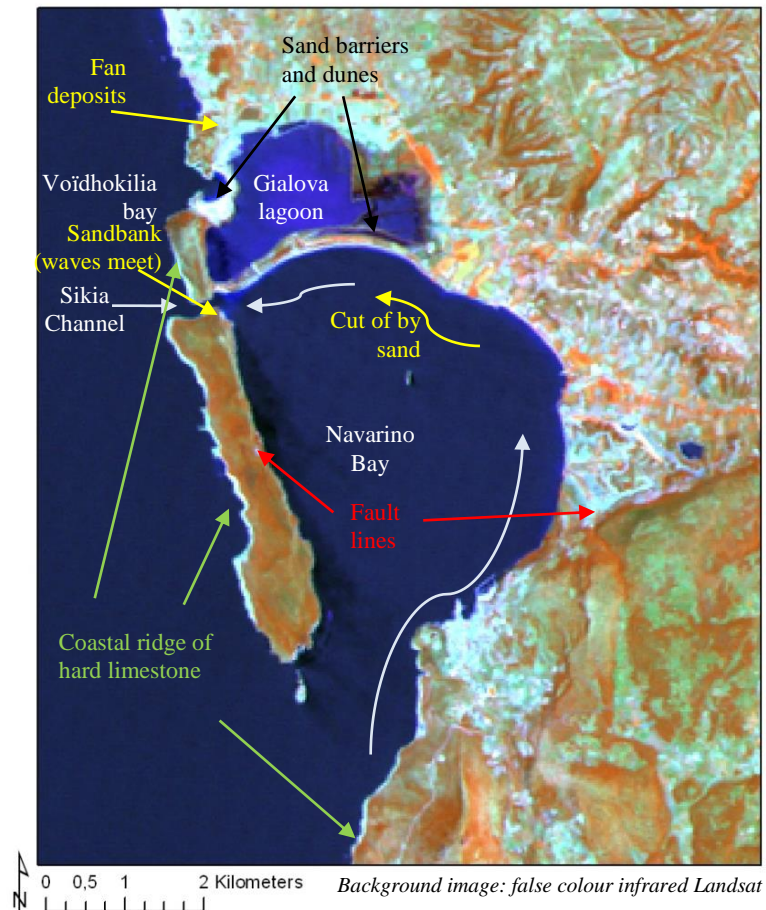 Sand barriers
and dunes
Fan
deposits
Voïdhokilia
bay
Gialova
lagoon
Sandbank
(waves meet)
Sikia
Channel
Cut of by
sand
Navarino
Bay
Fault
lines
Coastal ridge of
hard limestone
N
0 0,5 1 2 Kilometers
Background image: false colour infrared Landsat